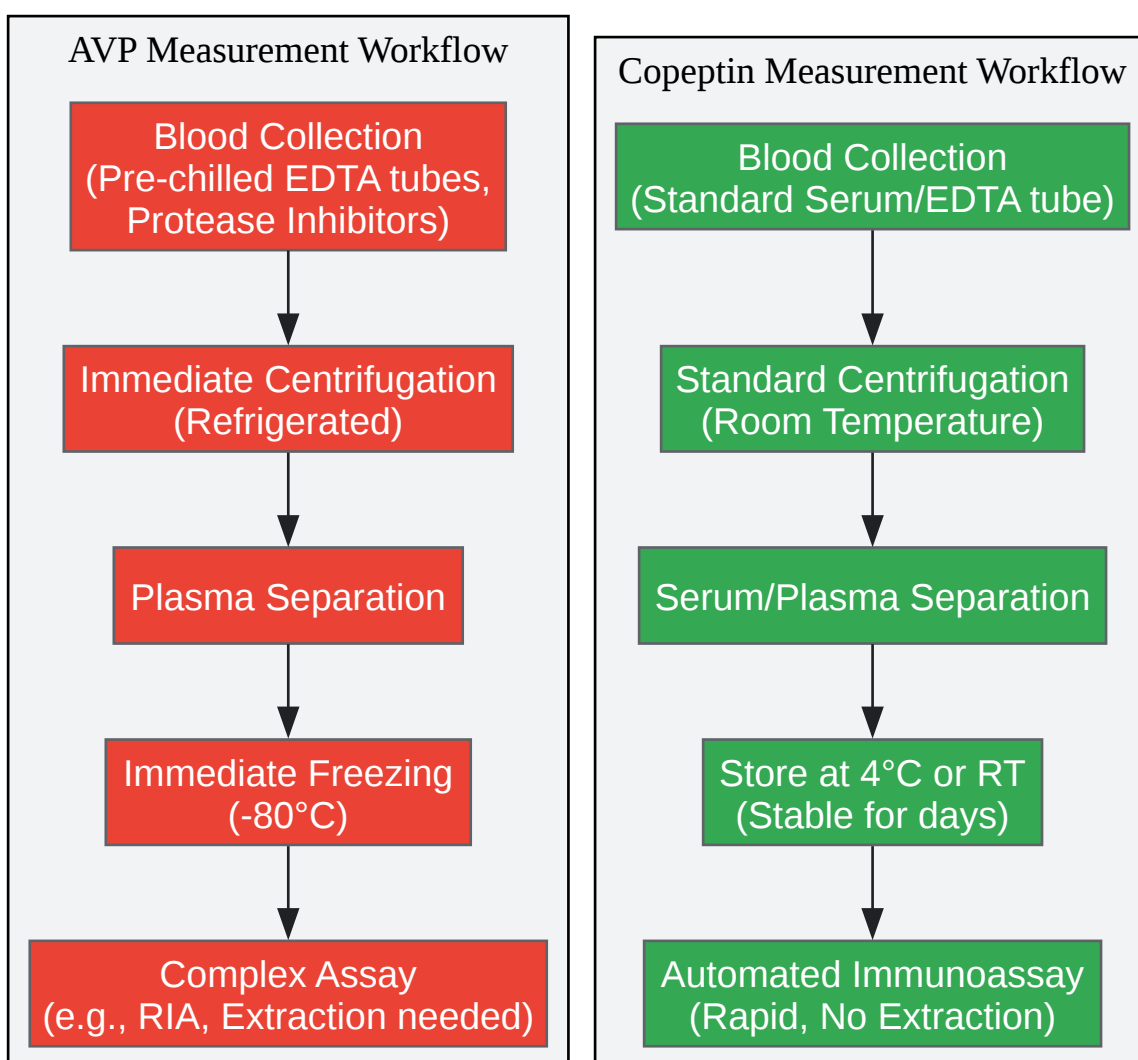 AVP Measurement Workflow
Blood Collection
(Pre-chilled EDTA tubes,
Protease Inhibitors)
Immediate Centrifugation
(Refrigerated)
Plasma Separation
Immediate Freezing
(-80°C)
Complex Assay
(e.g., RIA, Extraction needed)
Copeptin Measurement Workflow
Blood Collection
(Standard Serum/EDTA tube)
Standard Centrifugation
(Room Temperature)
Serum/Plasma Separation
Store at 4°C or RT
(Stable for days)
Automated Immunoassay
(Rapid, No Extraction)